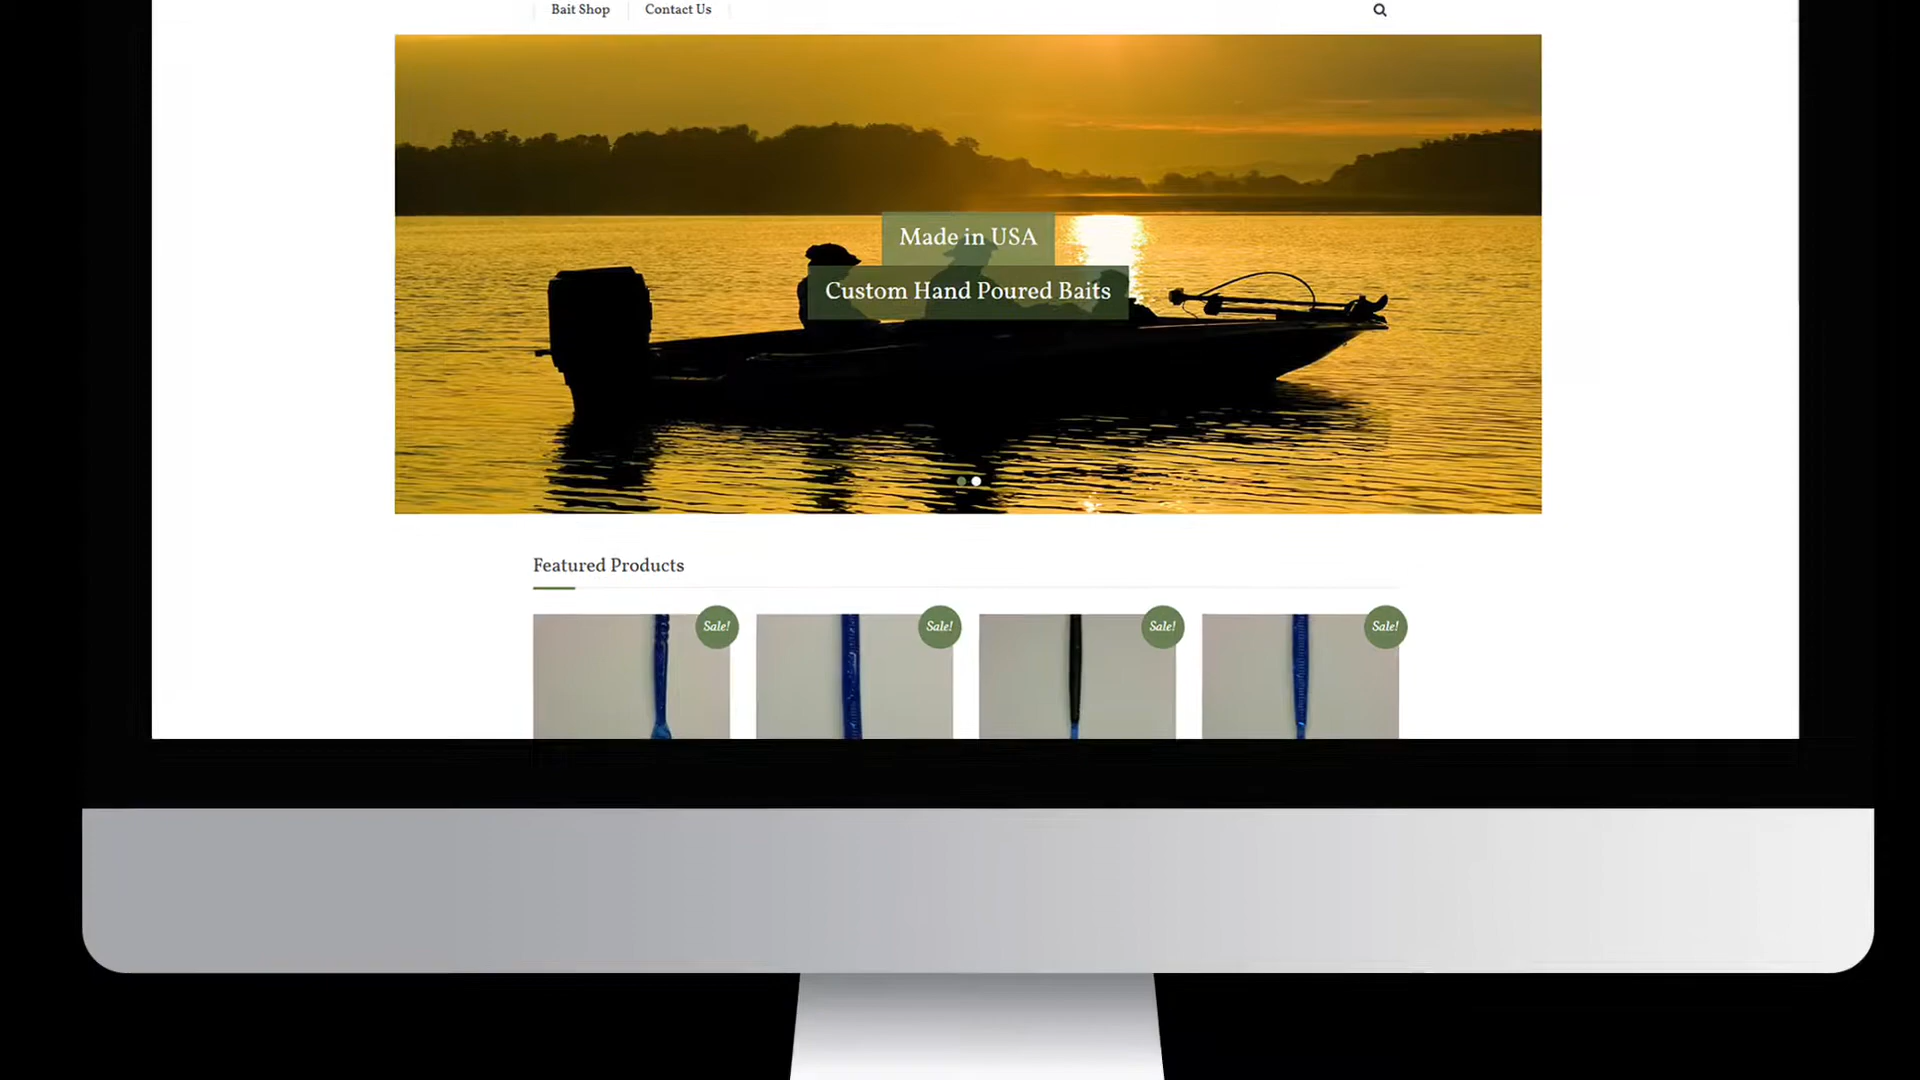 Bait Shop
Contact Us
Made in USA
Custom Hand Poured Baits
Featured Products
Sale!
Sale!
Sale!
Sale!